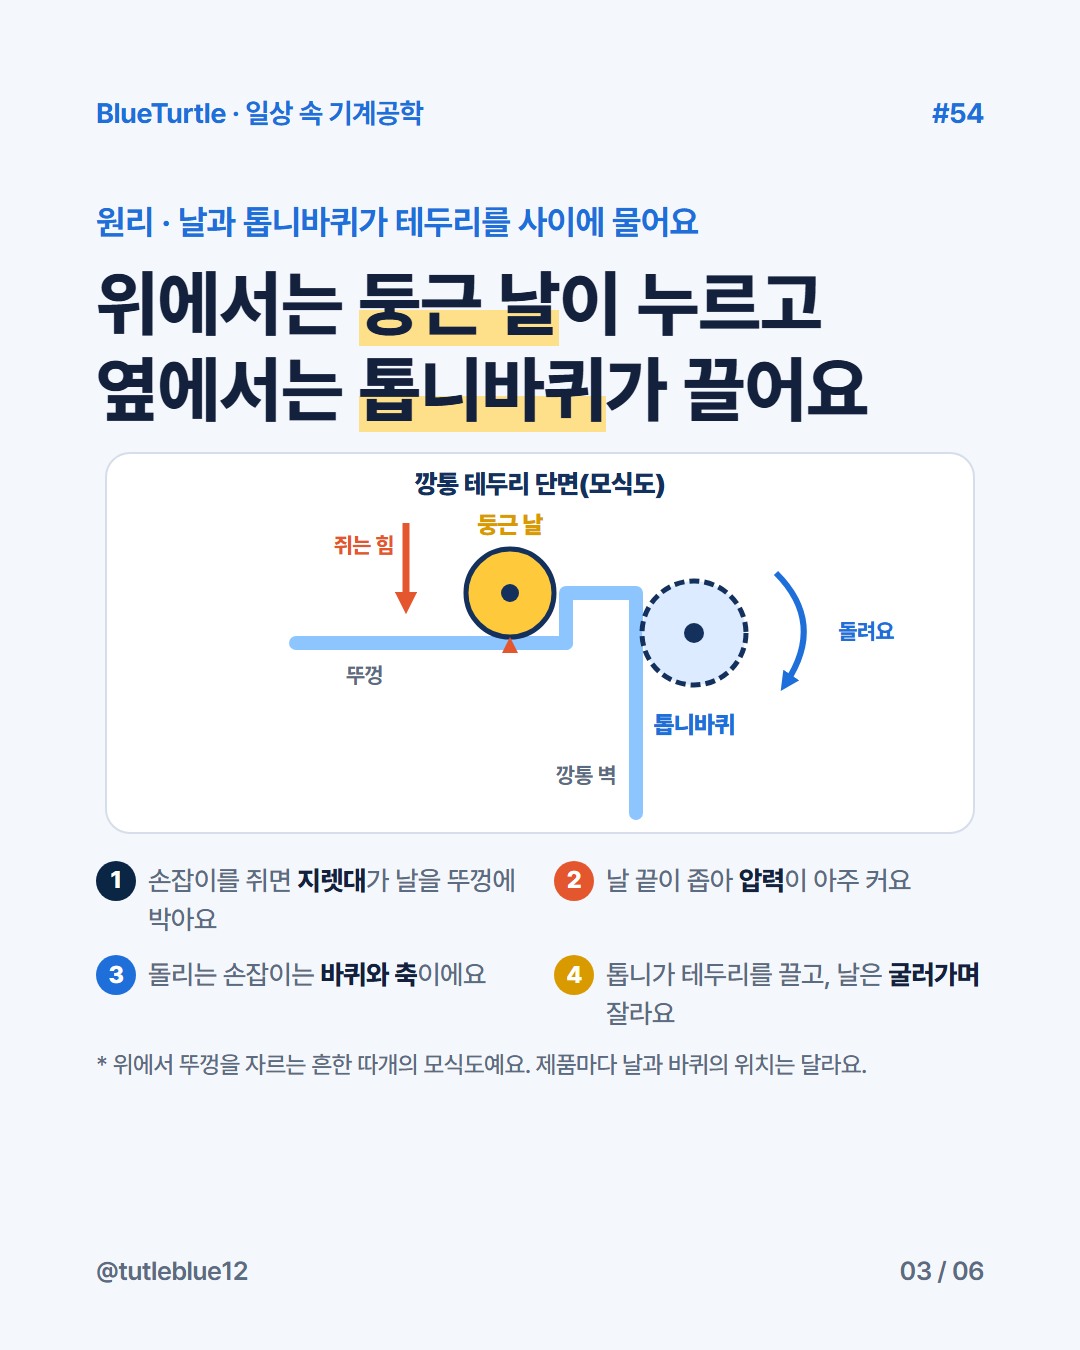 BlueTurtle · 일상 속 기계공학
#54
원리 · 날과 톱니바퀴가 테두리를 사이에 물어요
위에서는 둥근 날이 누르고
옆에서는 톱니바퀴가 끌어요
깡통 테두리 단면(모식도)
둥근 날
쥐는 힘
돌려요
뚜껑
톱니바퀴
깡통 벽
1 손잡이를 쥐면 지렛대가 날을 뚜껑에
박아요
2 날 끝이 좁아 압력이 아주 커요
3 돌리는 손잡이는 바퀴와 축이에요
4 톱니가 테두리를 끌고, 날은 굴러가며
잘라요
* 위에서 뚜껑을 자르는 흔한 따개의 모식도예요. 제품마다 날과 바퀴의 위치는 달라요.
@tutleblue12
03 / 06